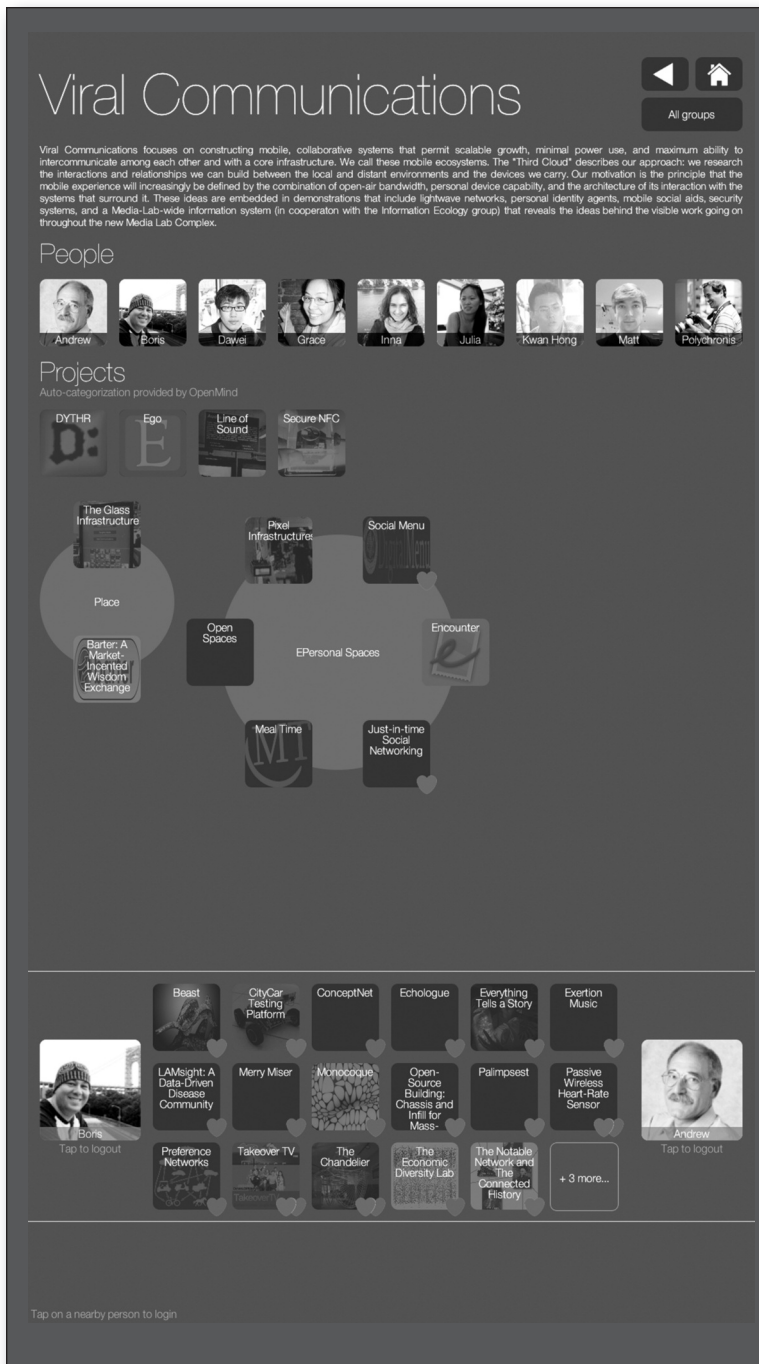 Viral Communications
All groups
Viral Communications focuses on constructing mobile, collaborative systems that permit scalable growth, minimal power use, and maximum ability to
intercommunicate among each other and with a core infrastructure. We call these mobile ecosystems. The "Third Cloud" describes our approach: we research
the interactions and relationships we can build between the local and distant environments and the devices we carry. Our motivation is the principle that the
mobile experience will increasingly be defined by the combination of open-air bandwidth, personal device capability, and the architecture of its interaction with the
systems that surround it. These ideas are embedded in demonstrations that include lightwave networks, personal identity agents, mobile social aids, security
systems, and a Media-Lab-wide information system (in cooperaton with the Information Ecology group) that reveals the ideas behind the visible work going on
throughout the new Media Lab Complex.
People
Andrew
Boris
Dawei
Grace
Inna
Julia
Kwan Hong
Matt
Polychronis
Projects
Auto-categorization provided by OpenMind
DYTHR
D:
Ego
E
Line of
Sound
Secure NFC
The Glass
Infrastructure
Place
Barter: A
Market-
Incented
Wisdom
Exchange
Pixel
Infrastructure
Social Menu
Open
Spaces
EPersonal Spaces
Encounter
e
Meal Time
MT
Just-in-time
Social
Networking
Boris
Tap to logout
Beast
CityCar
Testing
Platform
ConceptNet
Echologue
Everything
Tells a Story
Exertion
Music
LAMsight: A
Data-Driven
Disease
Community
Merry Miser
Monocoque
Open-
Source
Building:
Chassis and
Infill for
Mass-
Palimpsest
Passive
Wireless
Heart-Rate
Sensor
Preference
Networks
Takeover TV
Takeover TV
The
Chandelier
The
Economic
Diversity Lab
The Notable
Network and
The
Connected
History
+ 3 more...
Andrew
Tap to logout
Tap on a nearby person to login